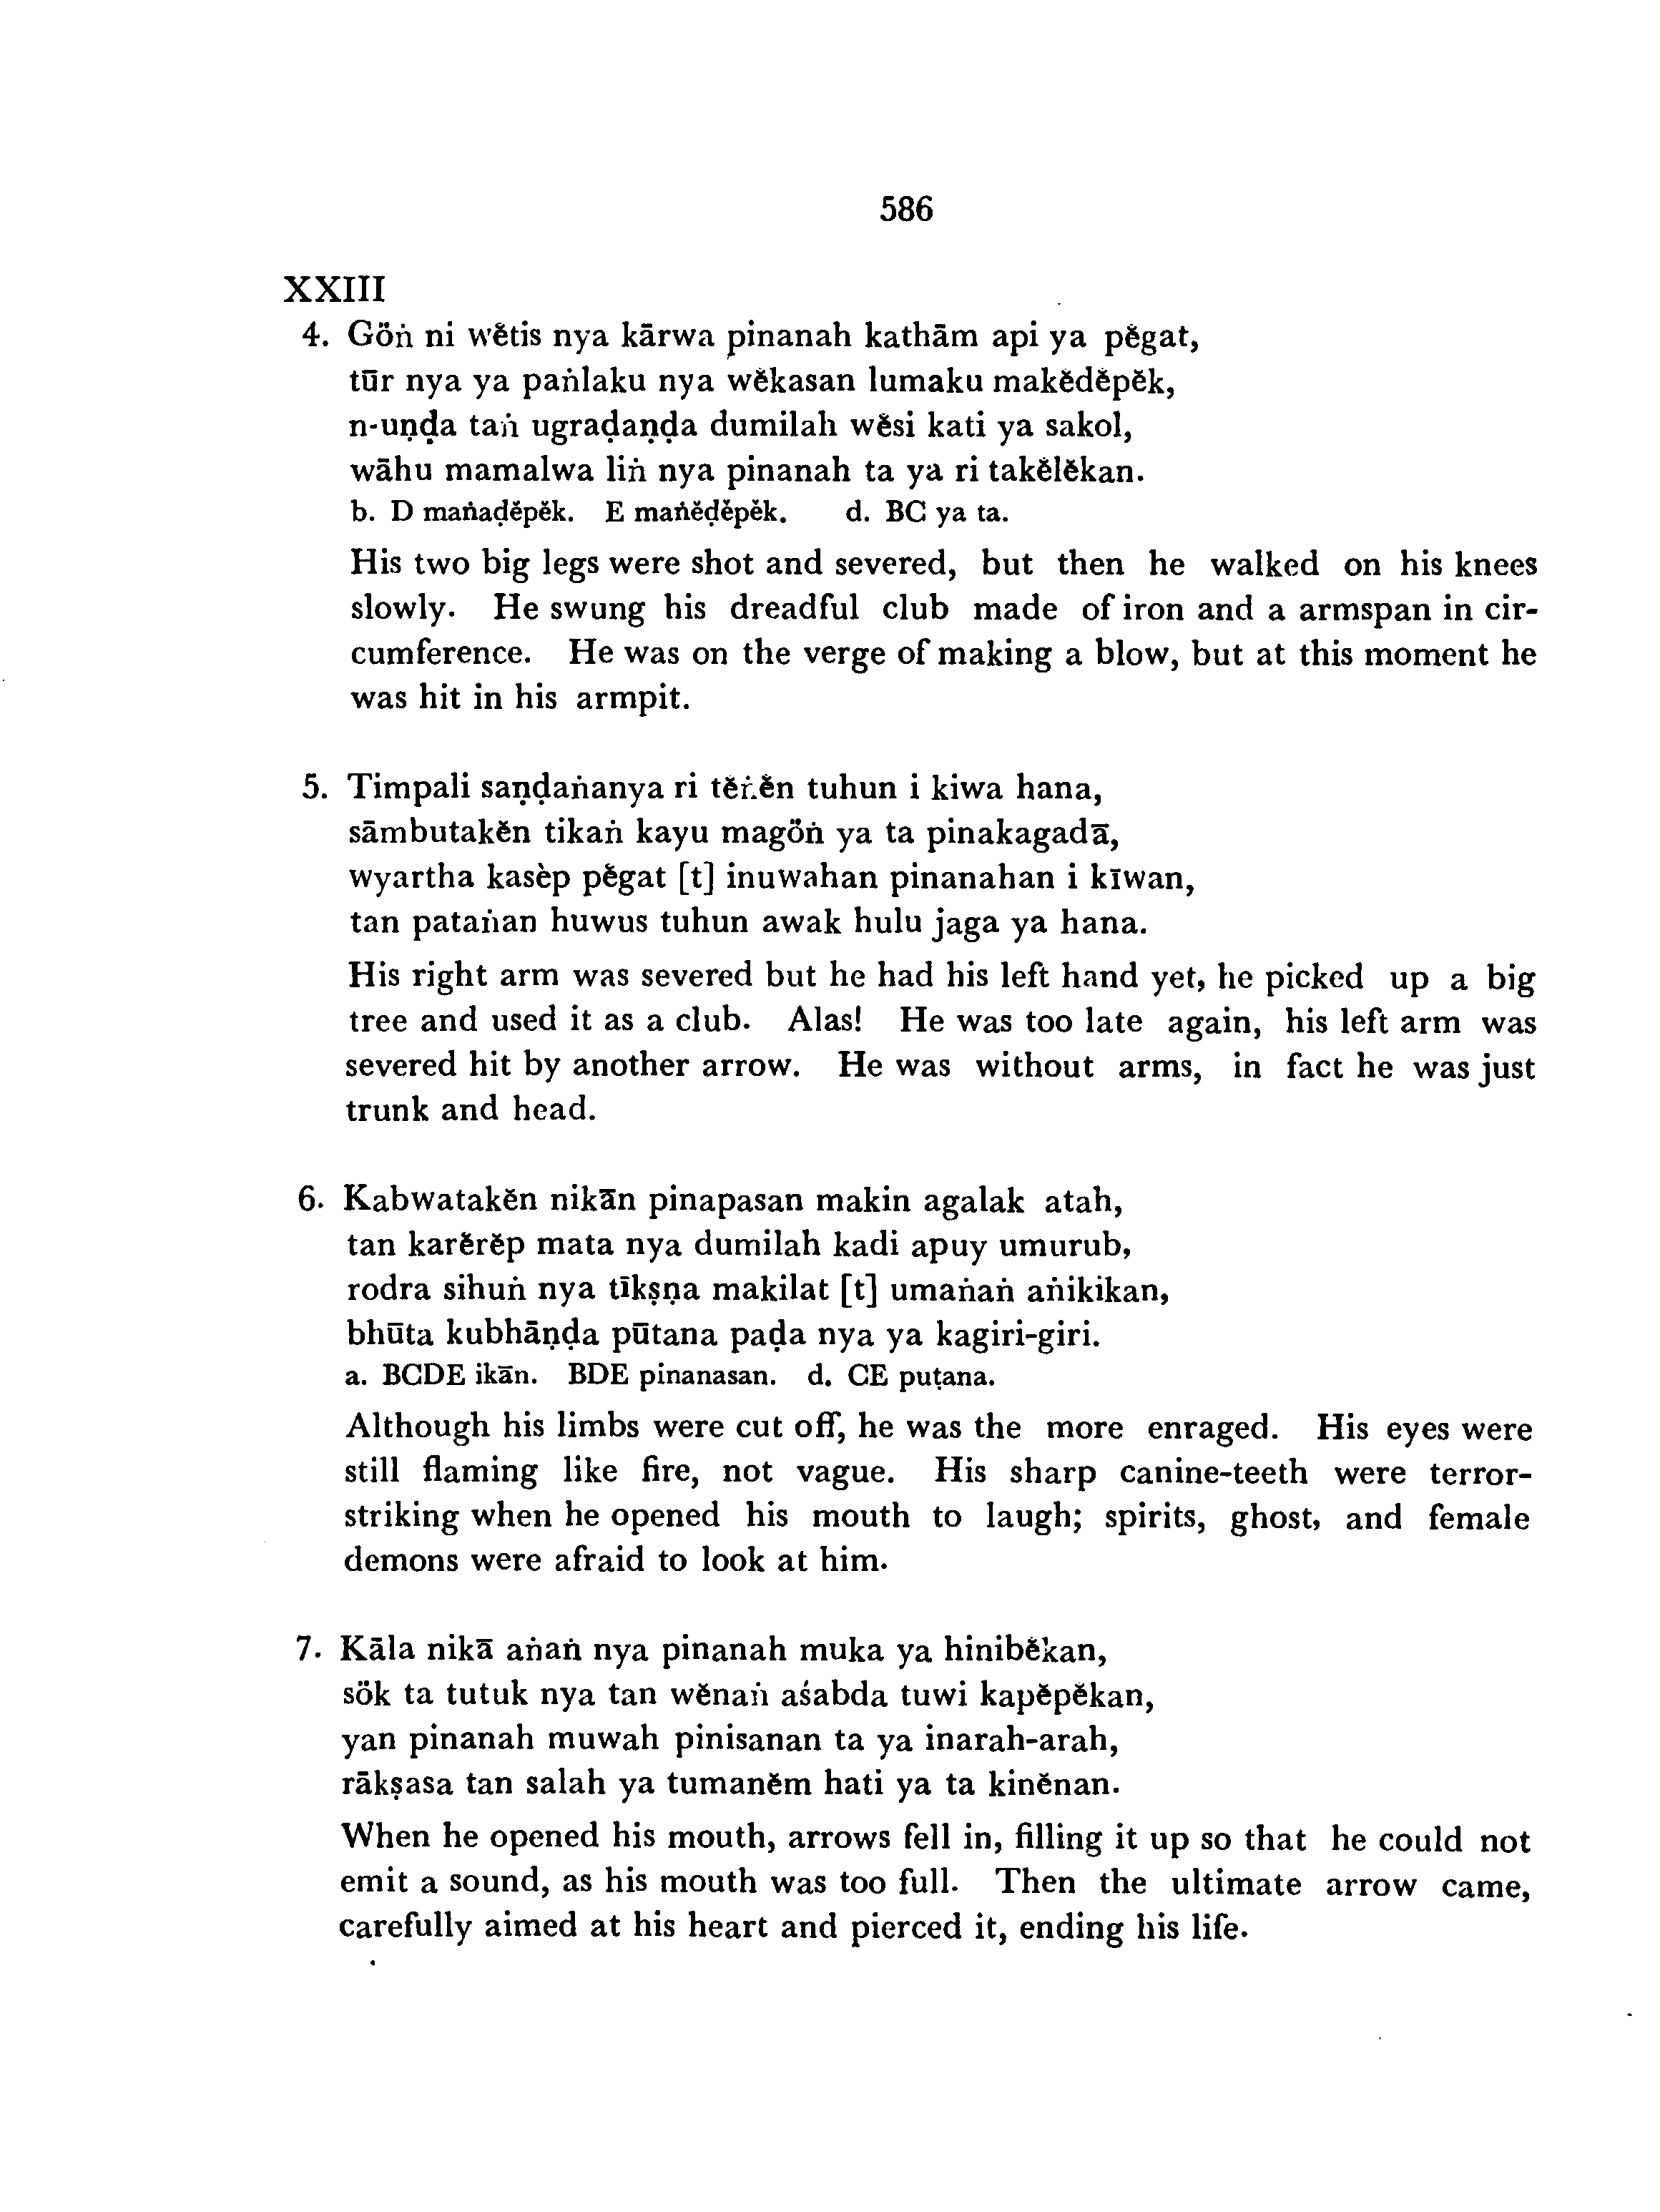 586
XXIII
4. Göṅ ni wĕtis nya kārwa pinanah kathām api ya pĕgat,
tūr nya ya paṅlaku nya wĕkasan lumaku makĕdĕpĕk,
n-uṇḍa taṅ ugradaṇḍa dumilah wĕsi kati ya sakol,
wāhu mamalwa liṅ nya pinanah ta ya ri takĕlĕkan.
b. D maṅaḍĕpĕk. E maṅĕḍĕpĕk. d. BC ya ta.
His two big legs were shot and severed, but then he walked on his knees
slowly. He swung his dreadful club made of iron and a armspan in cir-
cumference. He was on the verge of making a blow, but at this moment he
was hit in his armpit.
5. Timpali saṇḍaṅanya ri tĕṅĕn tuhun i kiwa hana,
sāmbutakĕn tikaṅ kayu magöṅ ya ta pinakagadā,
wyartha kasèp pĕgat [t] inuwahan pinanahan i kīwan,
tan pataṅan huwus tuhun awak hulu jaga ya hana.
His right arm was severed but he had his left hand yet, he picked up a big
tree and used it as a club. Alas! He was too late again, his left arm was
severed hit by another arrow. He was without arms, in fact he was just
trunk and head.
6. Kabwatakĕn nikān pinapasan makin agalak atah,
tan karĕrĕp mata nya dumilah kadi apuy umurub,
rodra sihuṅ nya tīkṣṇa makilat [t] umaṅaṅ aṅikikan,
bhūta kubhāṇḍa pūtana paḍa nya ya kagiri-giri.
a. BCDE ikān. BDE pinanasan. d. CE puṭana.
Although his limbs were cut off, he was the more enraged. His eyes were
still flaming like fire, not vague. His sharp canine-teeth were terror-
striking when he opened his mouth to laugh; spirits, ghost, and female
demons were afraid to look at him.
7. Kāla nikā aṅaṅ nya pinanah muka ya hinibĕkan,
sök ta tutuk nya tan wĕnaṅ aśabda tuwi kapĕpĕkan,
yan pinanah muwah pinisanan ta ya inarah-arah,
rākṣasa tan salah ya tumanĕm hati ya ta kinĕnan.
When he opened his mouth, arrows fell in, filling it up so that he could not
emit a sound, as his mouth was too full. Then the ultimate arrow came,
carefully aimed at his heart and pierced it, ending his life.